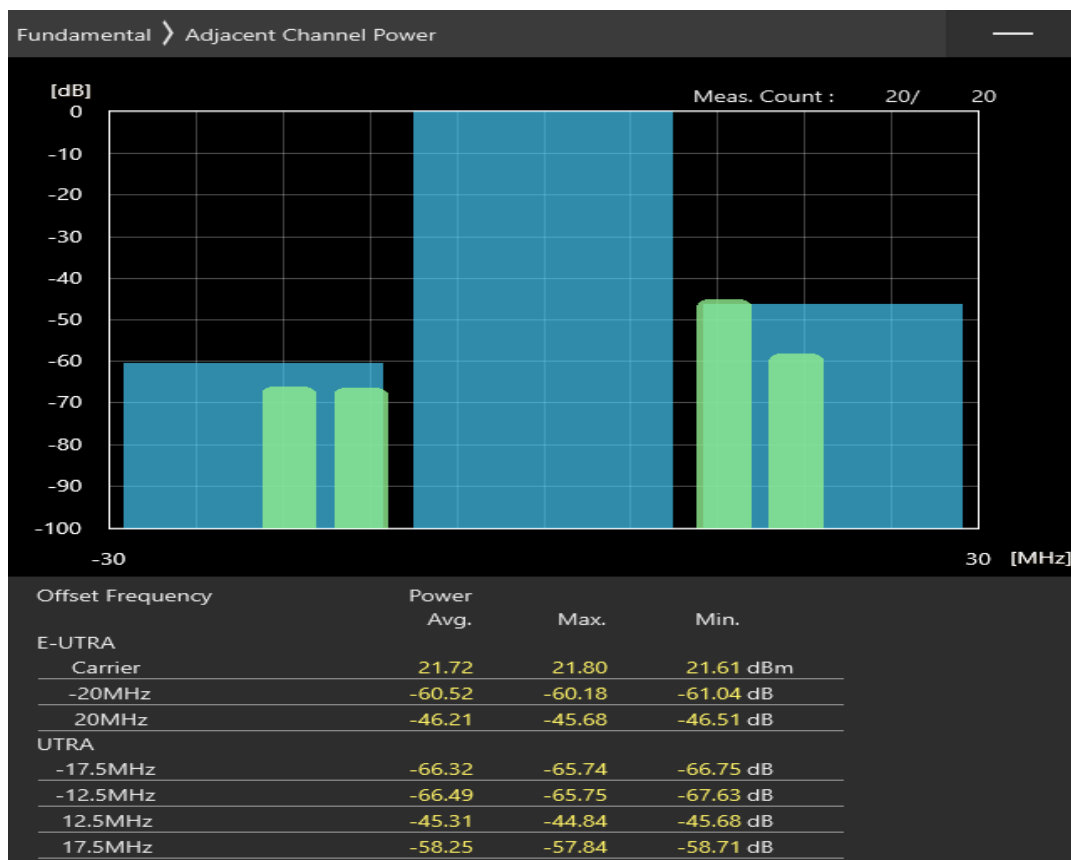 Fundamental ❯ Adjacent Channel Power
[dB]
Meas. Count : 20/ 20
0
-10
-20
-30
-40
-50
-60
-70
-80
-90
-100
-30 30 [MHz]
Offset Frequency Power
Avg. Max. Min.
E-UTRA
Carrier 21.72 21.80 21.61 dBm
-20MHz -60.52 -60.18 -61.04 dB
20MHz -46.21 -45.68 -46.51 dB
UTRA
-17.5MHz -66.32 -65.74 -66.75 dB
-12.5MHz -66.49 -65.75 -67.63 dB
12.5MHz -45.31 -44.84 -45.68 dB
17.5MHz -58.25 -57.84 -58.71 dB